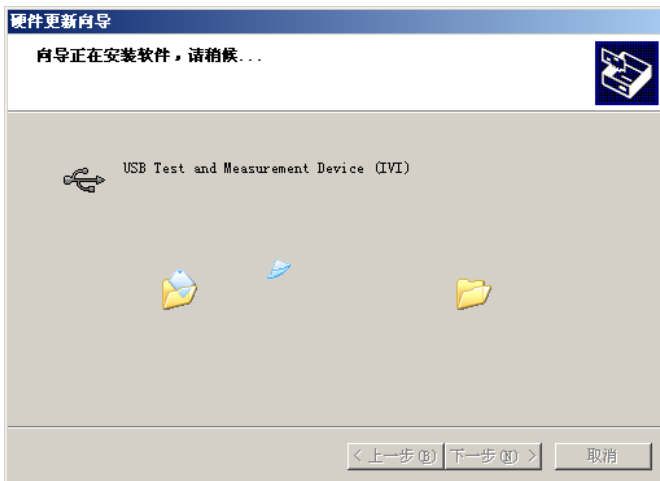 硬件更新向导
向导正在安装软件，请稍候...
USB Test and Measurement Device (IVI)
< 上一步(B)
下一步(N) >
取消